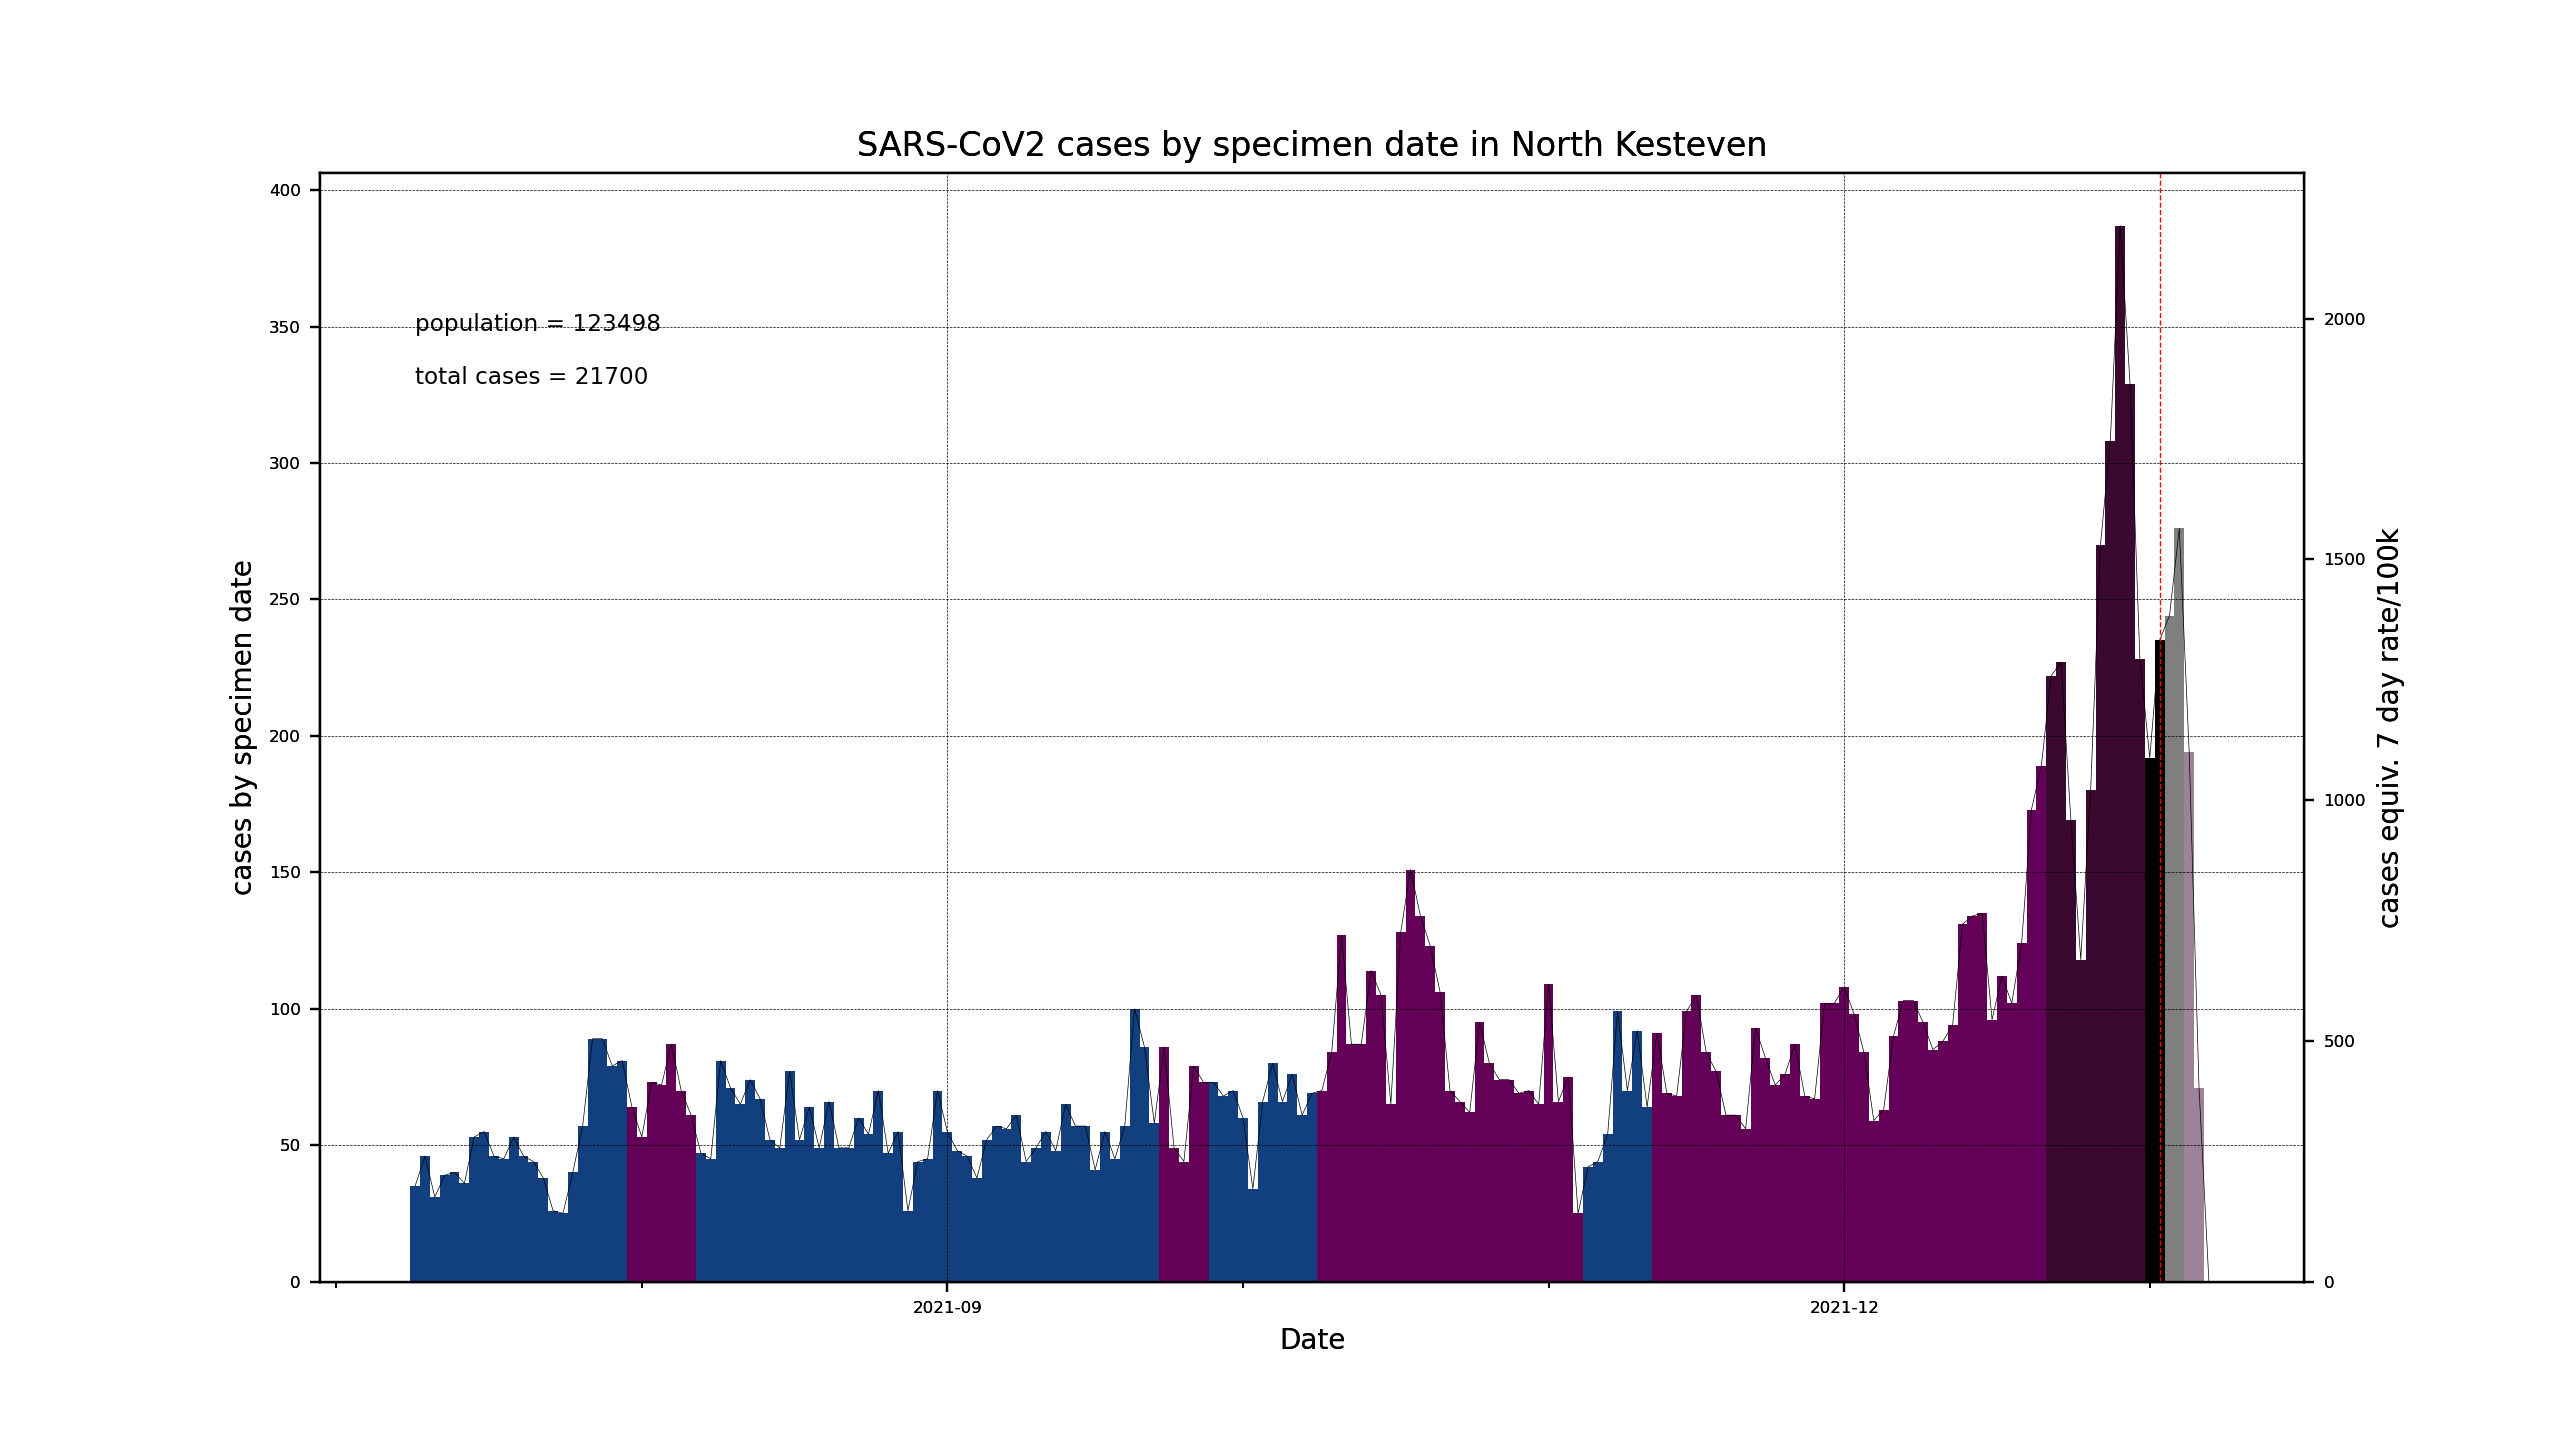 SARS-CoV2 cases by specimen date in North Kesteven
400
350
300
250
200
150
100
50
0
cases by specimen date
population = 123498
total cases = 21700
2000
1500
1000
500
0
cases equiv. 7 day rate/100k
2021-09
2021-12
Date